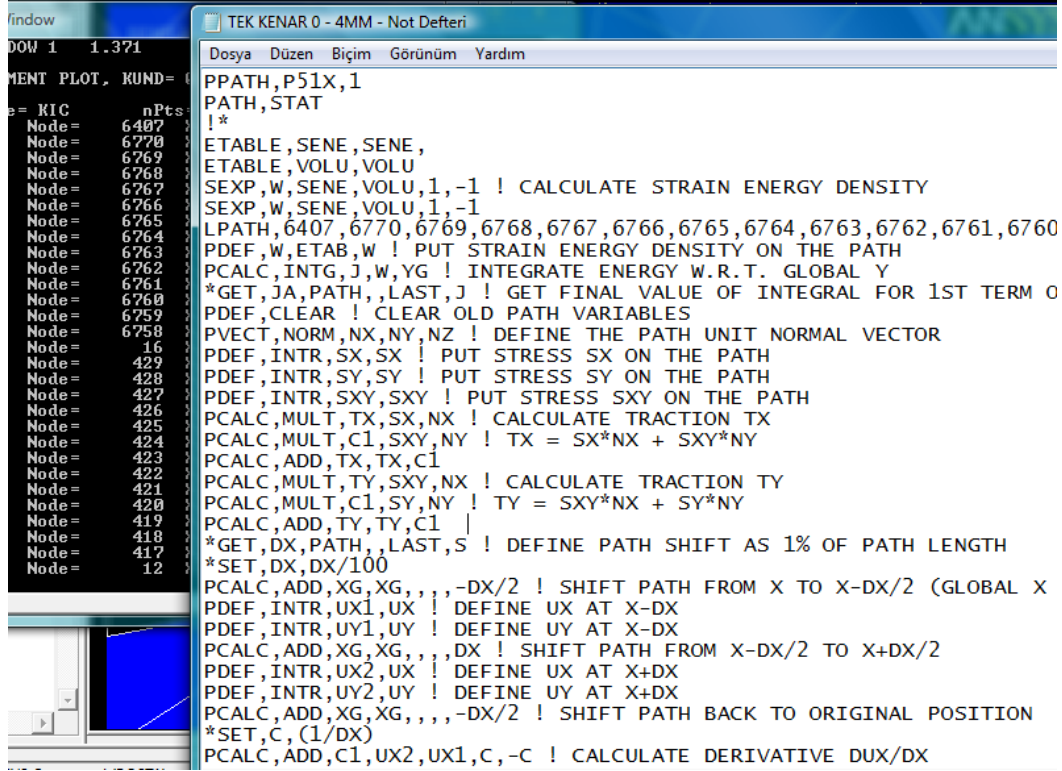 Window
TEK KENAR 0 - 4MM - Not Defteri
Dosya Düzen Biçim Görünüm Yardım
DOW 1 1.371
MENT PLOT, KUND=
e= KIC nPts
Node= 6407
Node= 6770
Node= 6769
Node= 6768
Node= 6767
Node= 6766
Node= 6765
Node= 6764
Node= 6763
Node= 6762
Node= 6761
Node= 6760
Node= 6759
Node= 6758
Node= 16
Node= 429
Node= 428
Node= 427
Node= 426
Node= 425
Node= 424
Node= 423
Node= 422
Node= 421
Node= 420
Node= 419
Node= 418
Node= 417
Node= 12
PPATH,P51X,1
PATH,STAT
!*
ETABLE,SENE,SENE,
ETABLE,VOLU,VOLU
SEXP,W,SENE,VOLU,1,-1 ! CALCULATE STRAIN ENERGY DENSITY
SEXP,W,SENE,VOLU,1,-1
LPATH,6407,6770,6769,6768,6767,6766,6765,6764,6763,6762,6761,6760
PDEF,W,ETAB,W ! PUT STRAIN ENERGY DENSITY ON THE PATH
PCALC,INTG,J,W,YG ! INTEGRATE ENERGY W.R.T. GLOBAL Y
*GET,JA,PATH,,LAST,J ! GET FINAL VALUE OF INTEGRAL FOR 1ST TERM O
PDEF,CLEAR ! CLEAR OLD PATH VARIABLES
PVECT,NORM,NX,NY,NZ ! DEFINE THE PATH UNIT NORMAL VECTOR
PDEF,INTR,SX,SX ! PUT STRESS SX ON THE PATH
PDEF,INTR,SY,SY ! PUT STRESS SY ON THE PATH
PDEF,INTR,SXY,SXY ! PUT STRESS SXY ON THE PATH
PCALC,MULT,TX,SX,NX ! CALCULATE TRACTION TX
PCALC,MULT,C1,SXY,NY ! TX = SX*NX + SXY*NY
PCALC,ADD,TX,TX,C1
PCALC,MULT,TY,SXY,NX ! CALCULATE TRACTION TY
PCALC,MULT,C1,SY,NY ! TY = SXY*NX + SY*NY
PCALC,ADD,TY,TY,C1
*GET,DX,PATH,,LAST,S ! DEFINE PATH SHIFT AS 1% OF PATH LENGTH
*SET,DX,DX/100
PCALC,ADD,XG,XG,,,,-DX/2 ! SHIFT PATH FROM X TO X-DX/2 (GLOBAL X
PDEF,INTR,UX1,UX ! DEFINE UX AT X-DX
PDEF,INTR,UY1,UY ! DEFINE UY AT X-DX
PCALC,ADD,XG,XG,,,,DX ! SHIFT PATH FROM X-DX/2 TO X+DX/2
PDEF,INTR,UX2,UX ! DEFINE UX AT X+DX
PDEF,INTR,UY2,UY ! DEFINE UY AT X+DX
PCALC,ADD,XG,XG,,,,-DX/2 ! SHIFT PATH BACK TO ORIGINAL POSITION
*SET,C,(1/DX)
PCALC,ADD,C1,UX2,UX1,C,-C ! CALCULATE DERIVATIVE DUX/DX